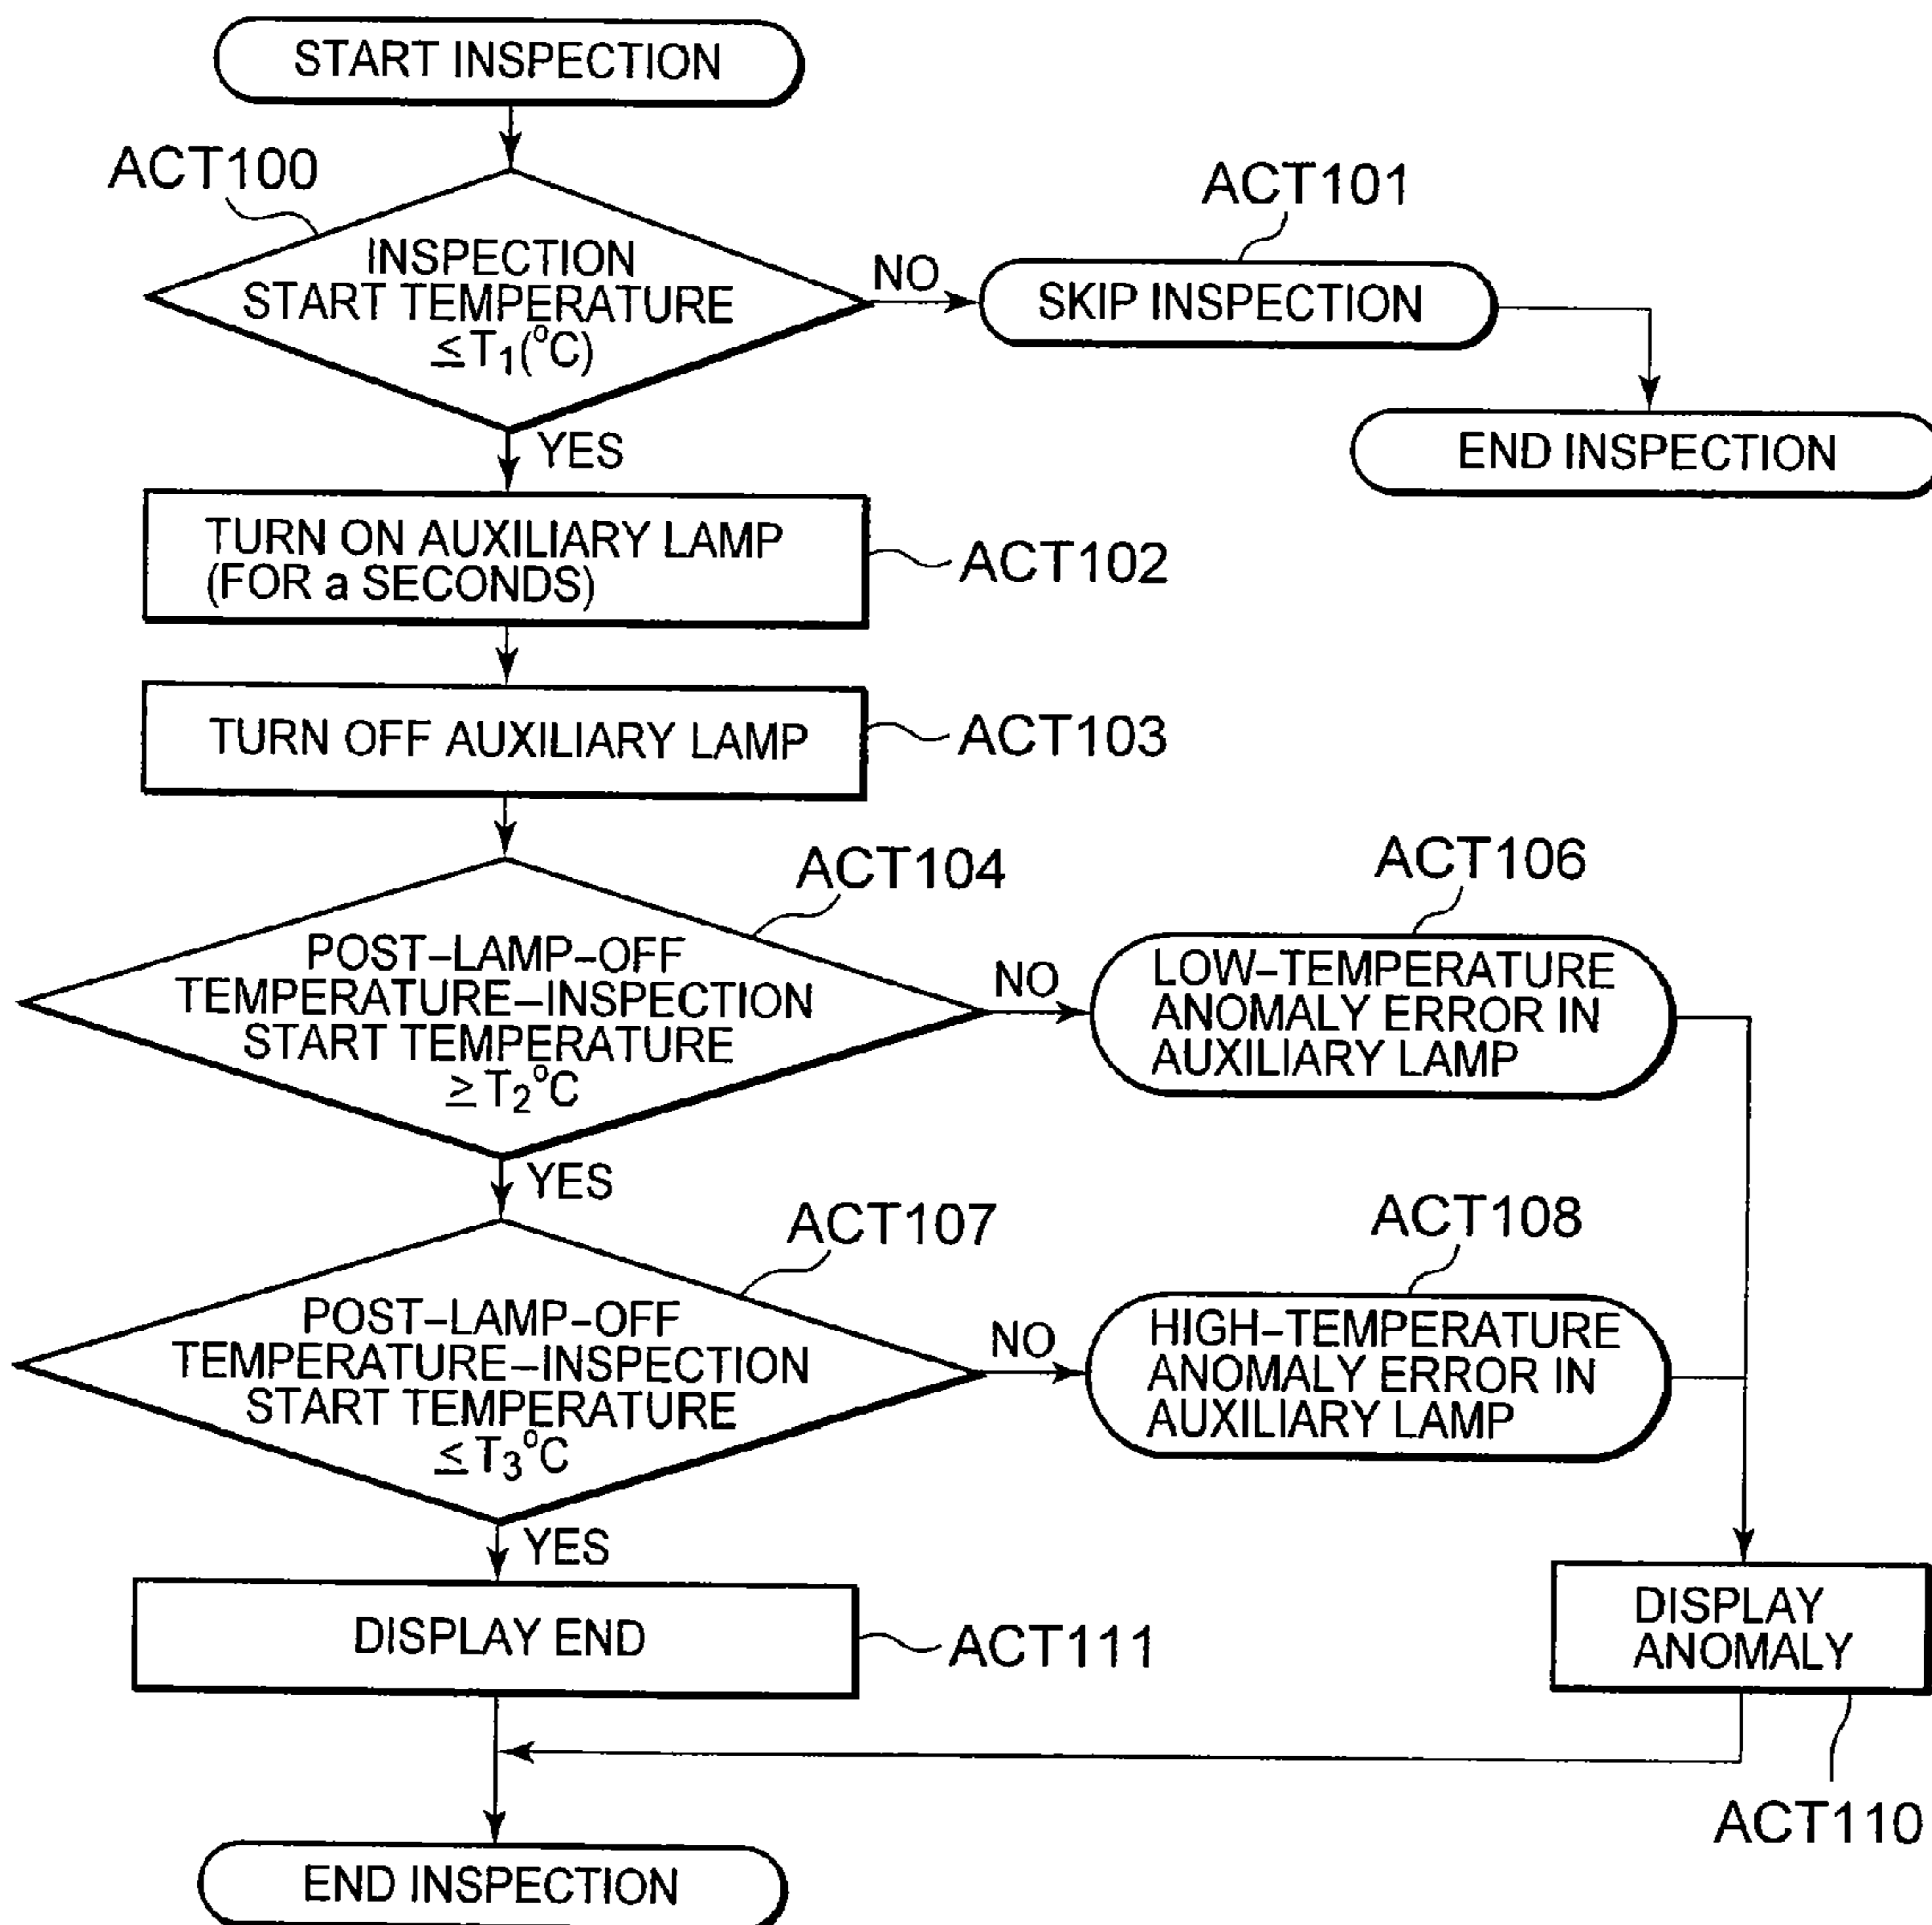 START INSPECTION
ACT100
INSPECTION
START TEMPERATURE
≤T₁(°C)
NO
ACT101
SKIP INSPECTION
END INSPECTION
YES
TURN ON AUXILIARY LAMP
(FOR a SECONDS)
ACT102
TURN OFF AUXILIARY LAMP
ACT103
ACT104
POST-LAMP-OFF
TEMPERATURE-INSPECTION
START TEMPERATURE
≥T₂°C
NO
ACT106
LOW-TEMPERATURE
ANOMALY ERROR IN
AUXILIARY LAMP
YES
ACT107
POST-LAMP-OFF
TEMPERATURE-INSPECTION
START TEMPERATURE
≤T₃°C
NO
ACT108
HIGH-TEMPERATURE
ANOMALY ERROR IN
AUXILIARY LAMP
YES
DISPLAY END
ACT111
DISPLAY
ANOMALY
ACT110
END INSPECTION